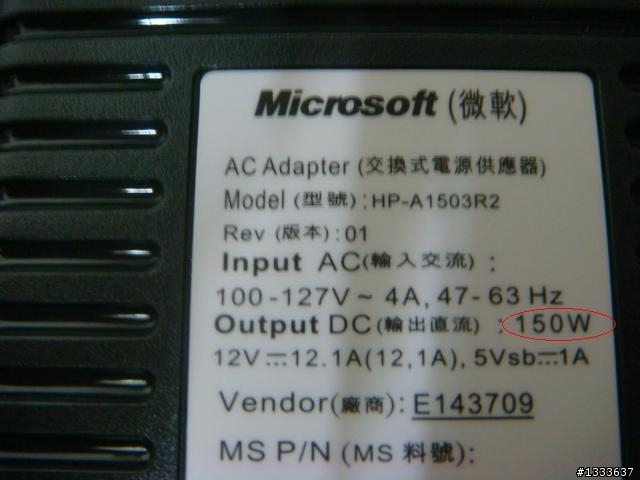 Microsoft (微軟)
AC Adapter (交換式電源供應器)
Model (型號):HP-A1503R2
Rev (版本):01
Input AC(輸入交流) :
100-127V~ 4A, 47-63 Hz
Output DC(輸出直流) :150W
12V⎓12.1A(12,1A), 5Vsb⎓1A
Vendor(廠商): E143709
MS P/N (MS 料號):
#1333637